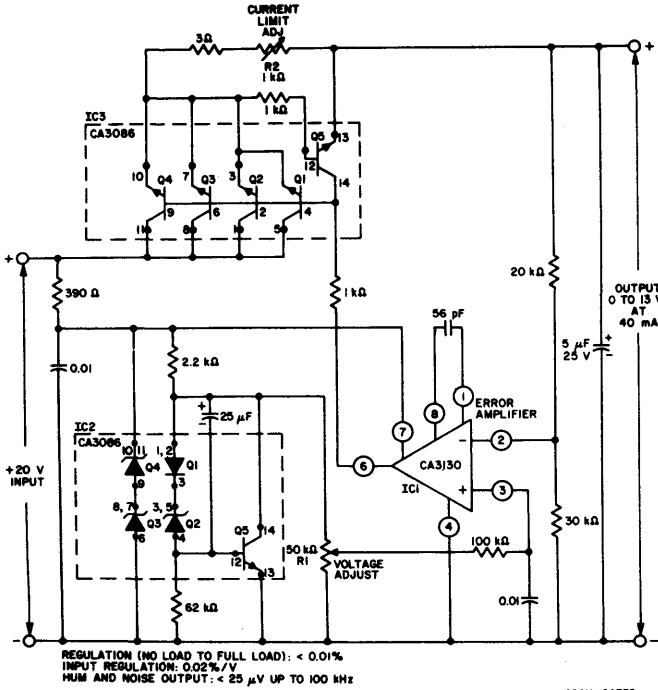 CURRENT
LIMIT
ADJ
3Ω
R2
1 kΩ
1 kΩ
IC3
CA3086
Q5
13
12
14
10
Q4
9
11
7
Q3
6
8
3
Q2
2
1
Q1
4
5
+
+
390 Ω
1 kΩ
20 kΩ
OUTPUT
0 TO 13 V
AT
40 mA
56 pF
5 µF
25 V
+
-
0.01
2.2 kΩ
+
-
25 µF
1
8
7
ERROR
AMPLIFIER
IC2
CA3086
+20 V
INPUT
10 11
Q4
9
1, 2
Q1
3
8, 7
Q3
6
3, 5
Q2
4
Q5
14
12
13
6
CA3130
IC1
-
2
+
3
4
50 kΩ
R1
VOLTAGE
ADJUST
100 kΩ
30 kΩ
62 kΩ
0.01
-
-
REGULATION (NO LOAD TO FULL LOAD): < 0.01%
INPUT REGULATION: 0.02%/V
HUM AND NOISE OUTPUT: < 25 µV UP TO 100 kHz